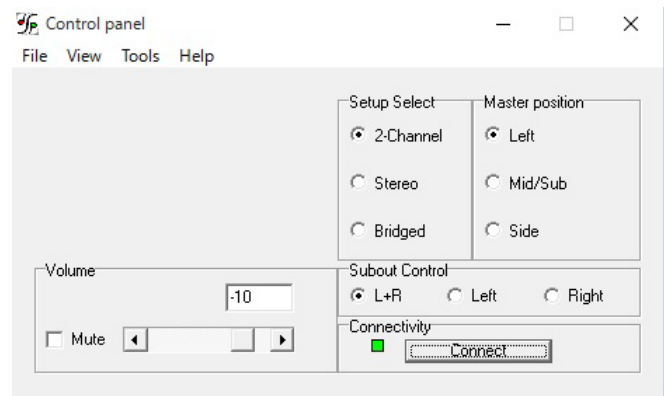 Control panel
File View Tools Help
Setup Select
2-Channel
Stereo
Bridged
Master position
Left
Mid/Sub
Side
Volume
-10
Mute
Subout Control
L+R Left Right
Connectivity
Connect